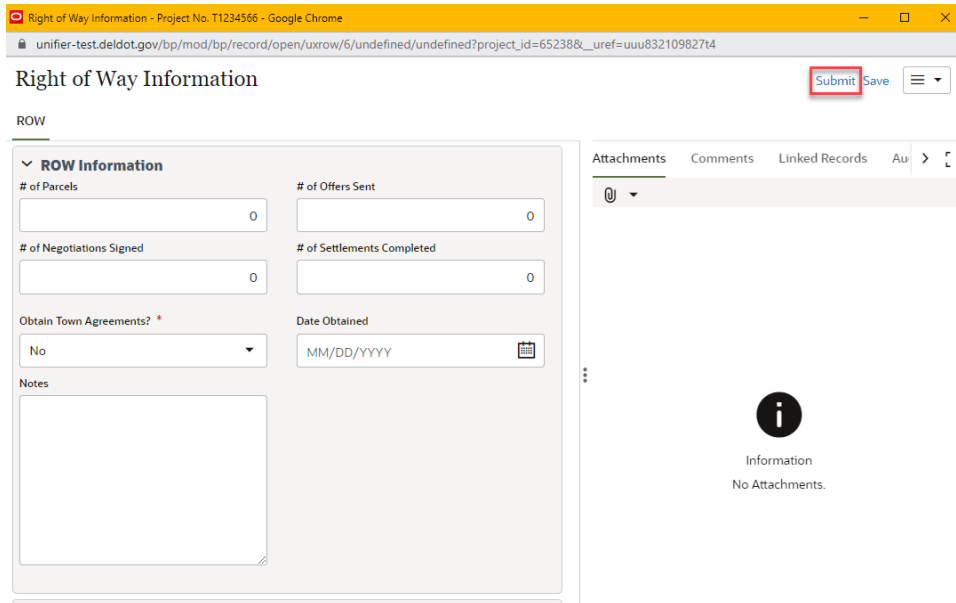 Right of Way Information - Project No. T1234566 - Google Chrome
unifier-test.deldot.gov/bp/mod/bp/record/open/uxrow/6/undefined/undefined?project_id=65238&__uref=uuu832109827t4
Right of Way Information
Submit Save
ROW
ROW Information
# of Parcels # of Offers Sent
0 0
# of Negotiations Signed # of Settlements Completed
0 0
Obtain Town Agreements? * Date Obtained
No MM/DD/YYYY
Notes
Attachments Comments Linked Records Au
Information
No Attachments.